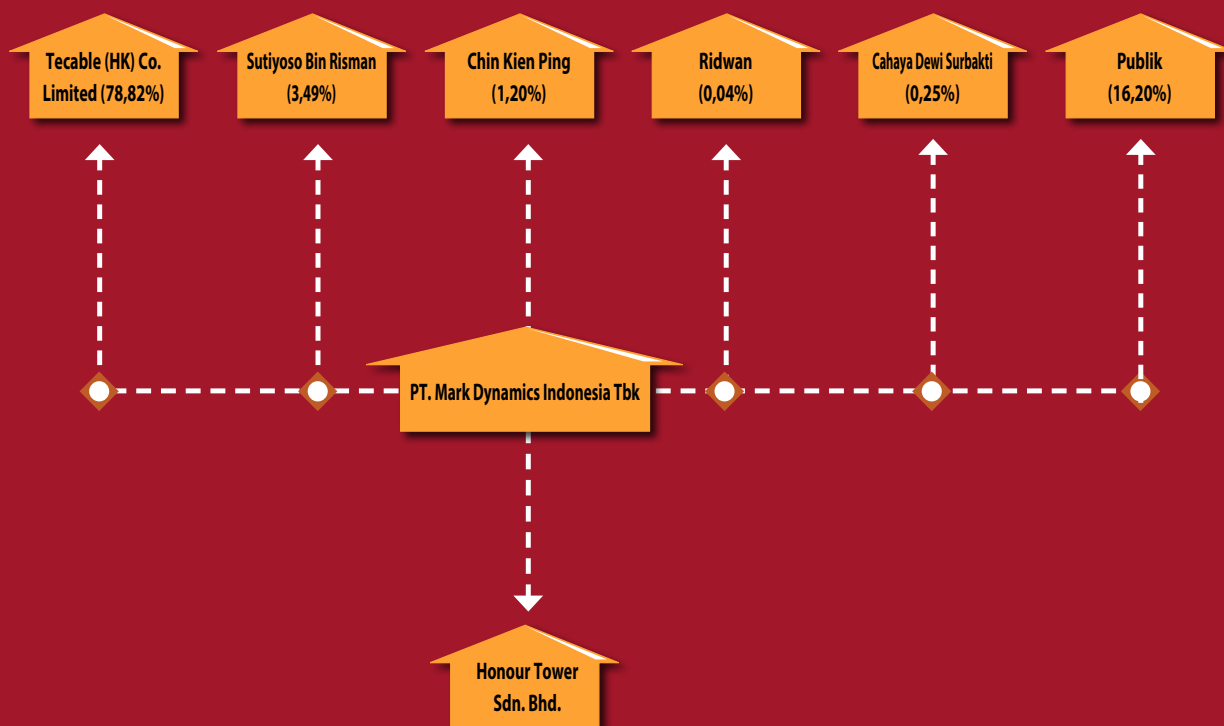 Tecable (HK) Co.
Limited (78,82%)
Sutiyoso Bin Risman
(3,49%)
Chin Kien Ping
(1,20%)
Ridwan
(0,04%)
Cahaya Dewi Surbakti
(0,25%)
Publik
(16,20%)
PT. Mark Dynamics Indonesia Tbk
Honour Tower
Sdn. Bhd.